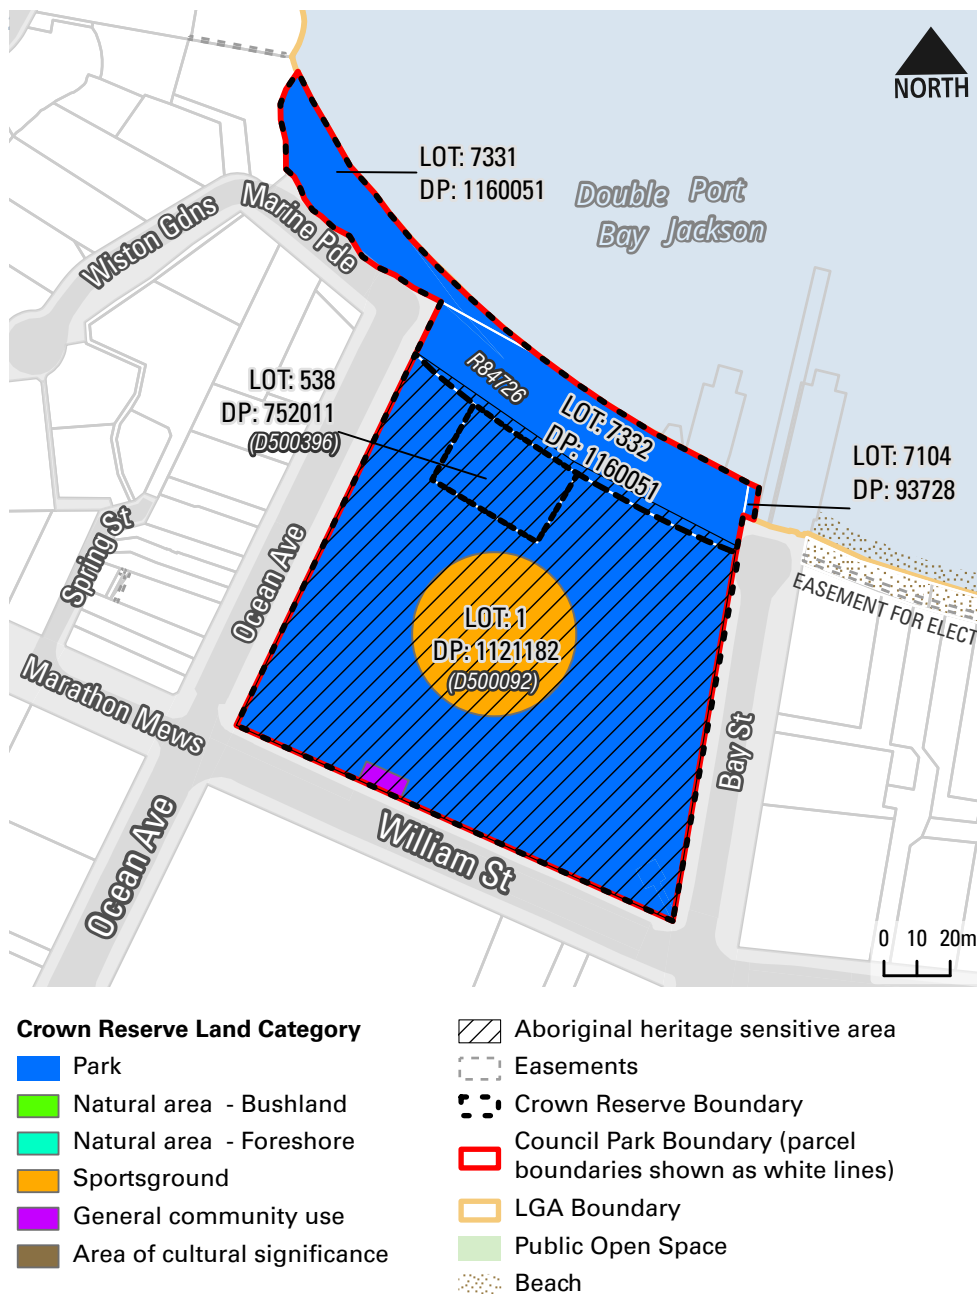 NORTH
LOT: 7331
DP: 1160051
Double Port
Bay Jackson
Marine Pde
Wiston Gdns
R84726
LOT: 538
DP: 752011
(D500396)
LOT: 7332
DP: 1160051
LOT: 7104
DP: 93728
EASEMENT FOR ELECT
Spring St
Ocean Ave
LOT: 1
DP: 1121182
(D500092)
Marathon Mews
Bay St
William St
Ocean Ave
0 10 20m
Crown Reserve Land Category
Park
Natural area - Bushland
Natural area - Foreshore
Sportsground
General community use
Area of cultural significance
Aboriginal heritage sensitive area
Easements
Crown Reserve Boundary
Council Park Boundary (parcel
boundaries shown as white lines)
LGA Boundary
Public Open Space
Beach